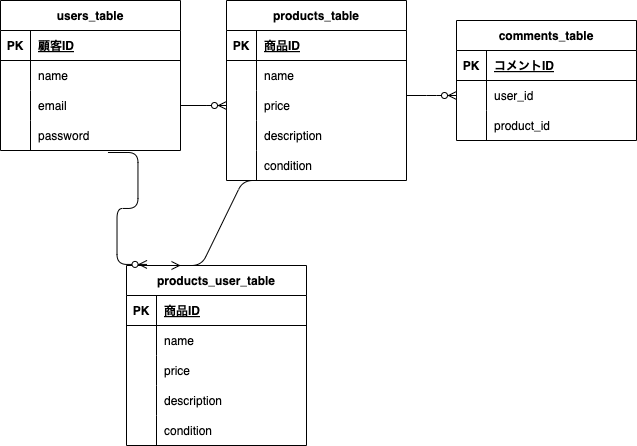 users_table
PK 顧客ID
name
email
password
products_table
PK 商品ID
name
price
description
condition
comments_table
PK コメントID
user_id
product_id
products_user_table
PK 商品ID
name
price
description
condition